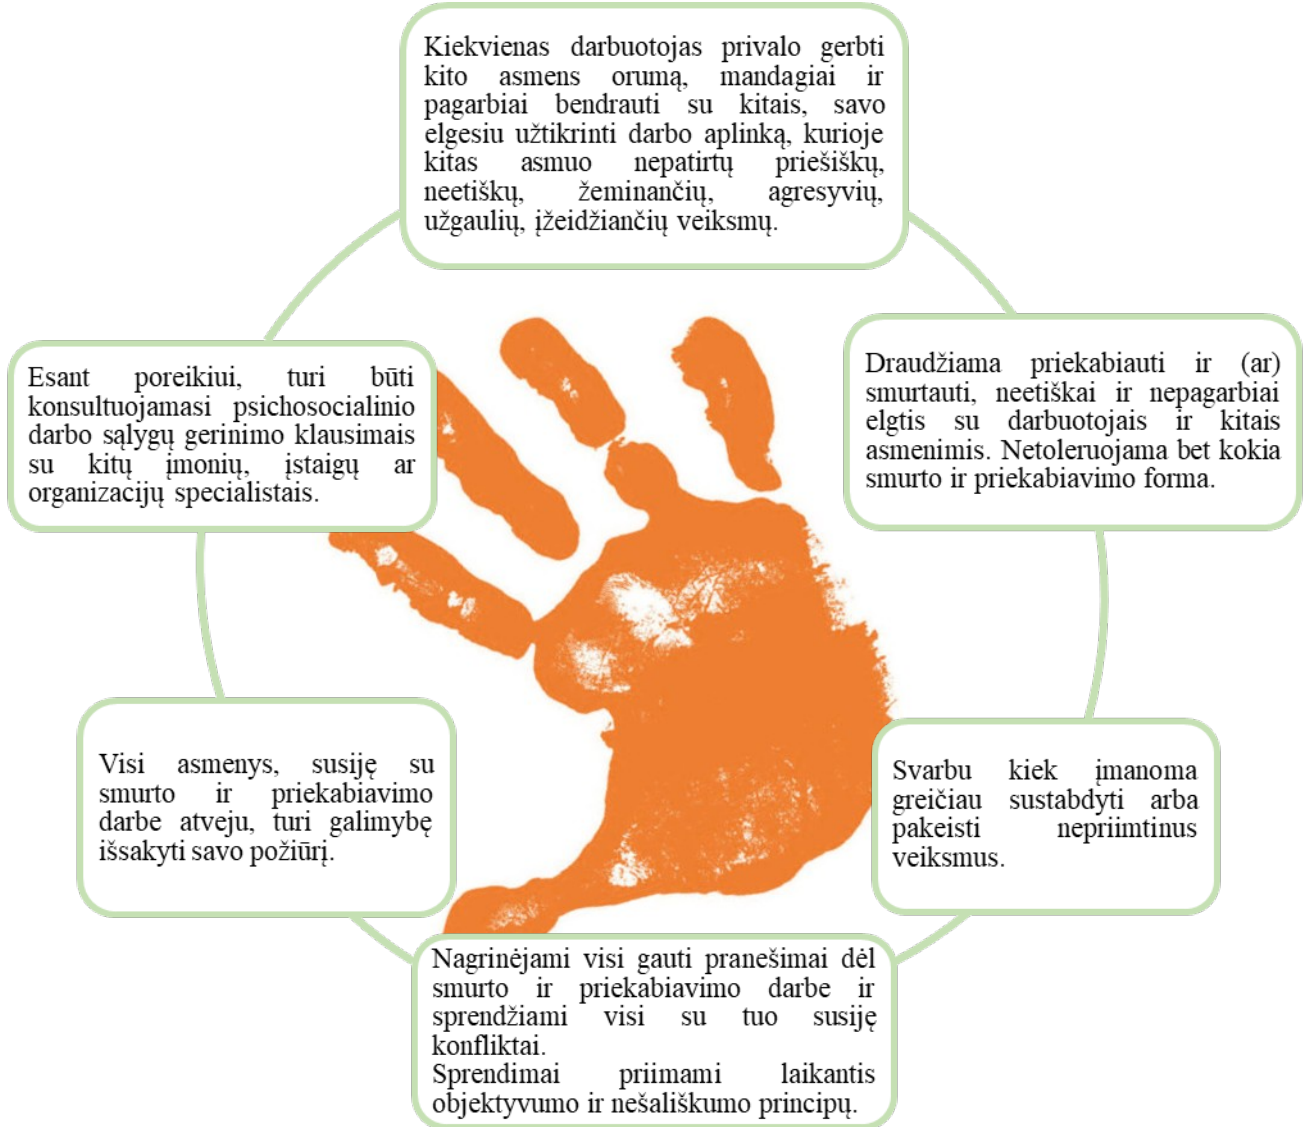 Kiekvienas darbuotojas privalo gerbti
kito asmens orumą, mandagiai ir
pagarbiai bendrauti su kitais, savo
elgesiu užtikrinti darbo aplinką, kurioje
kitas asmuo nepatirtų priešiškų,
neetiškų, žeminančių, agresyvių,
užgaulių, įžeidžiančių veiksmų.
Draudžiama priekabiauti ir (ar)
smurtauti, neetiškai ir nepagarbiai
elgtis su darbuotojais ir kitais
asmenimis. Netoleruojama bet kokia
smurto ir priekabiavimo forma.
Svarbu kiek įmanoma
greičiau sustabdyti arba
pakeisti nepriimtinus
veiksmus.
Nagrinėjami visi gauti pranešimai dėl
smurto ir priekabiavimo darbe ir
sprendžiami visi su tuo susiję
konfliktai.
Sprendimai priimami laikantis
objektyvumo ir nešališkumo principų.
Visi asmenys, susiję su
smurto ir priekabiavimo
darbe atveju, turi galimybę
išsakyti savo požiūrį.
Esant poreikiui, turi būti
konsultuojamasi psichosocialinio
darbo sąlygų gerinimo klausimais
su kitų įmonių, įstaigų ar
organizacijų specialistais.